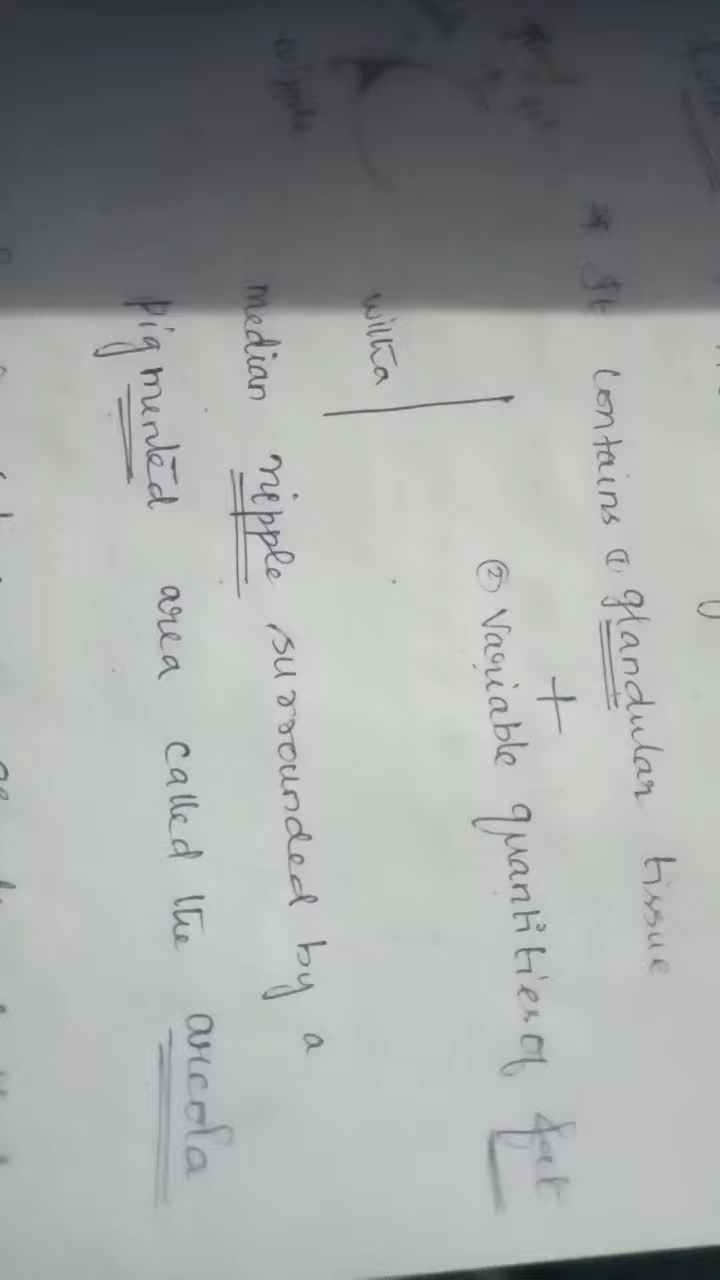 nipple
* It contains ① glandular tissue
+
② Variable quantities of fat
with a
median nipple surrounded by a
pigmented area called the areola